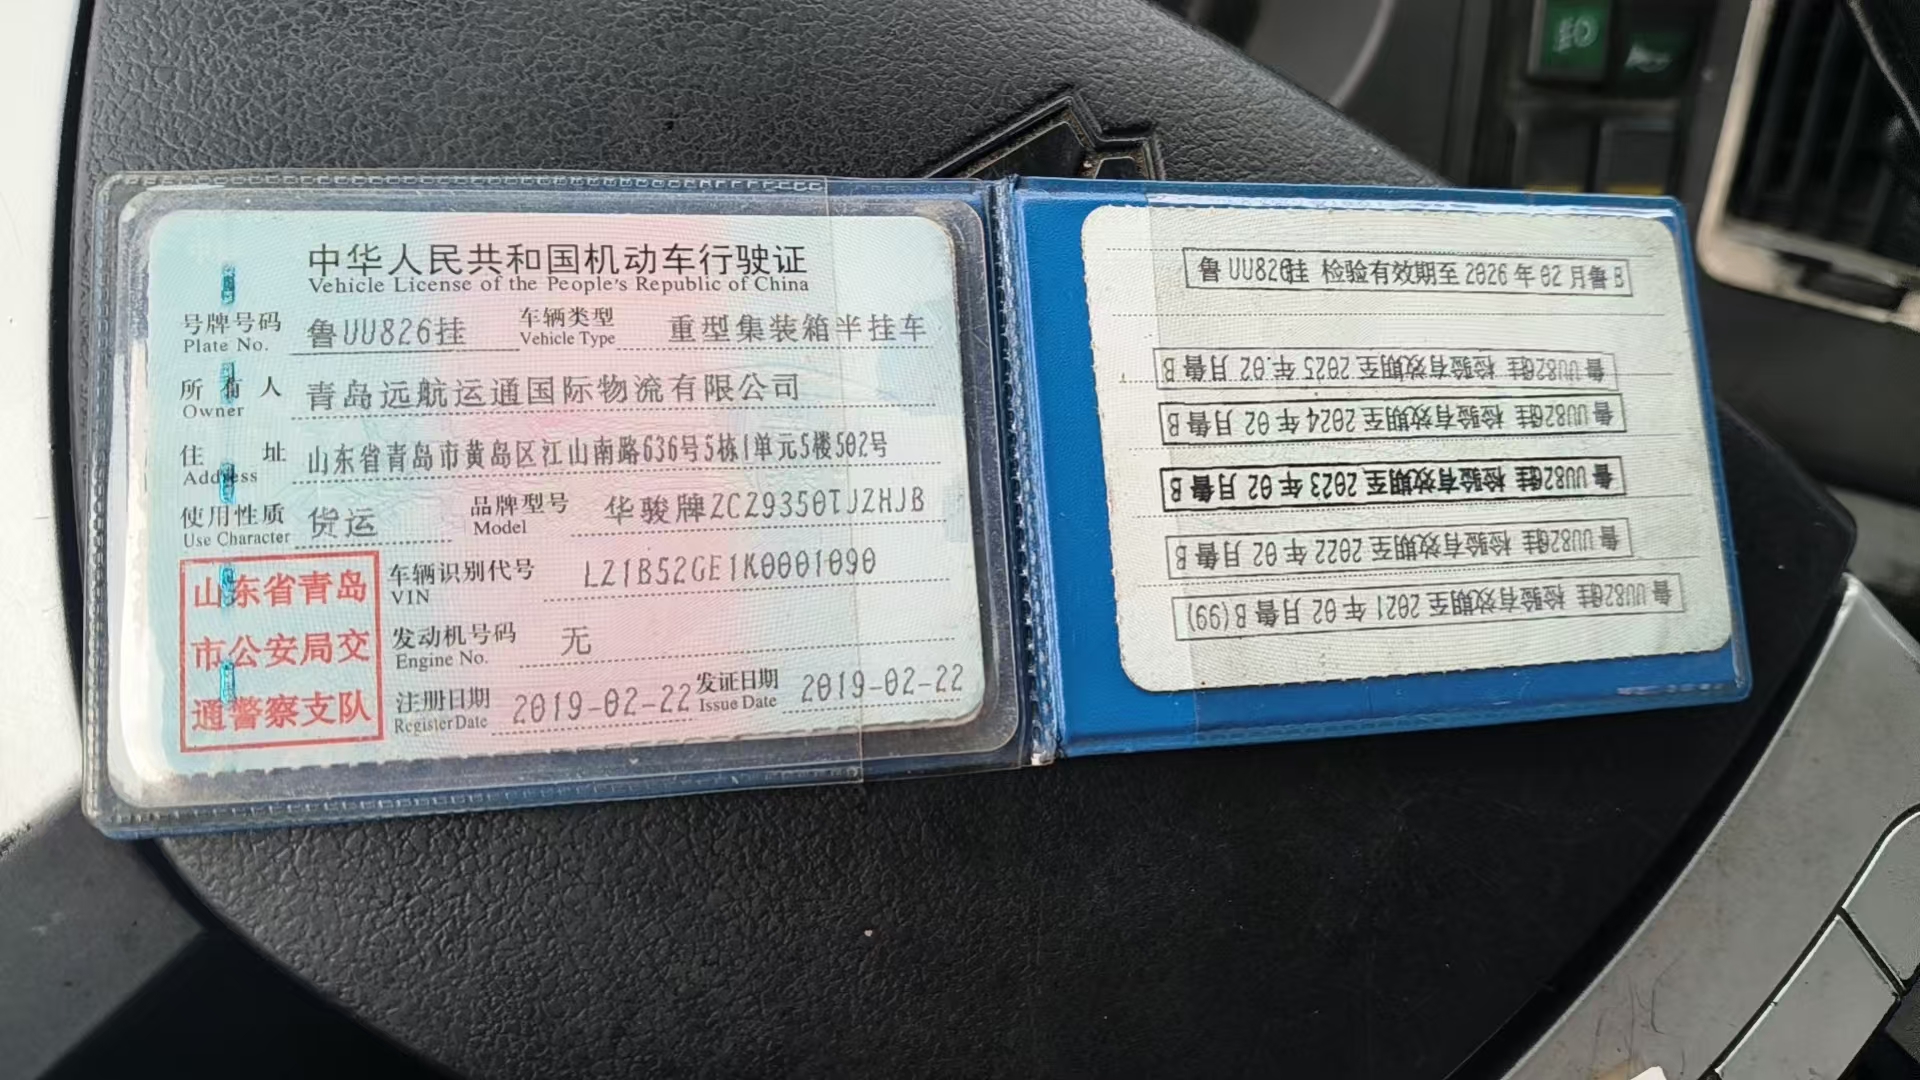 中华人民共和国机动车行驶证
Vehicle License of the People's Republic of China
号牌号码 鲁UU826挂 车辆类型 重型集装箱半挂车
Plate No. Vehicle Type
所有人 青岛远航运通国际物流有限公司
Owner
住址 山东省青岛市黄岛区江山南路636号5栋1单元5楼502号
Address
使用性质 货运 品牌型号 华骏牌ZCZ9350TJZHJB
Use Character Model
山东省青岛市公安局交通警察支队
车辆识别代号 LZ1B52GE1K0001090
VIN
发动机号码 无
Engine No.
注册日期 2019-02-22 发证日期 2019-02-22
Register Date Issue Date
鲁UU826挂 检验有效期至2026年02月鲁B
鲁UU826挂 检验有效期至2025年02月鲁B
鲁UU826挂 检验有效期至2024年02月鲁B
鲁UU826挂 检验有效期至2023年02月鲁B
鲁UU826挂 检验有效期至2022年02月鲁B
鲁UU826挂 检验有效期至2021年02月鲁B(99)